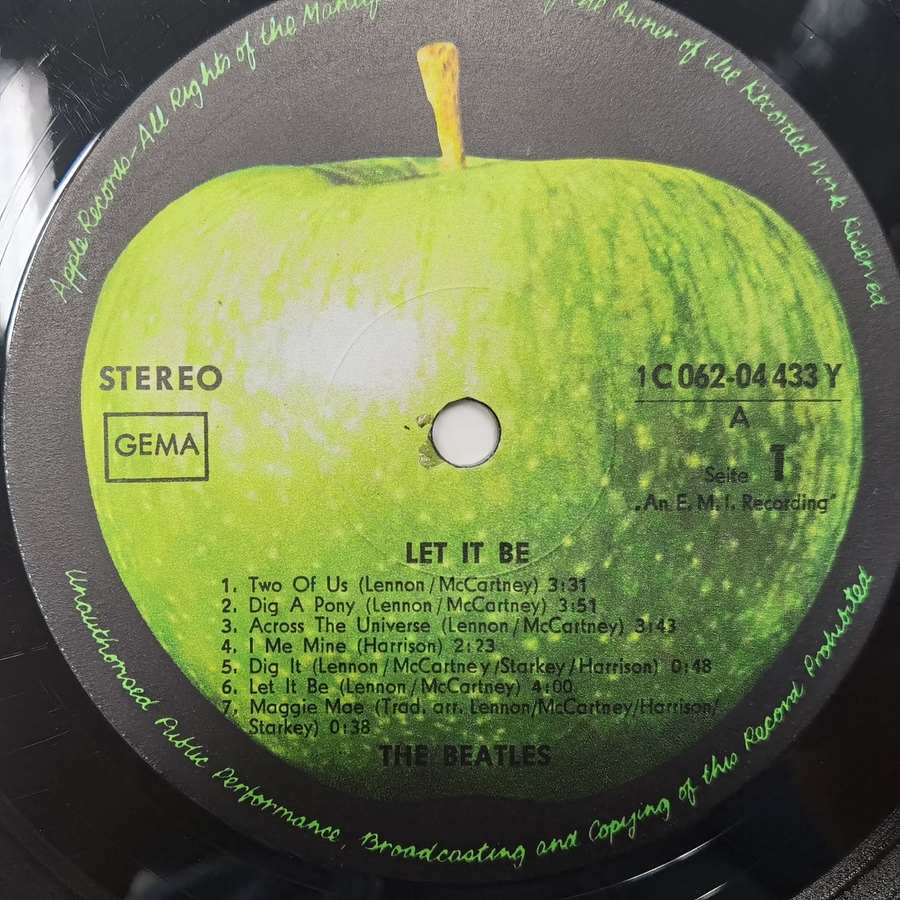 Apple Records-All Rights of the Manuf
the Owner of the Recorded Work Reserved
STEREO
GEMA
1C 062-04 433 Y
A
Seite 1
„An E. M. I. Recording"
LET IT BE
1. Two Of Us (Lennon/McCartney) 3:31
2. Dig A Pony (Lennon/McCartney) 3:51
3. Across The Universe (Lennon/McCartney) 3:43
4. I Me Mine (Harrison) 2:23
5. Dig It (Lennon/McCartney/Starkey/Harrison) 0:48
6. Let It Be (Lennon/McCartney) 4:00
7. Maggie Mae (Trad. arr. Lennon/McCartney/Harrison/
Starkey) 0:38
THE BEATLES
Unauthorised Public Performance, Broadcasting and Copying of this Record Prohibited